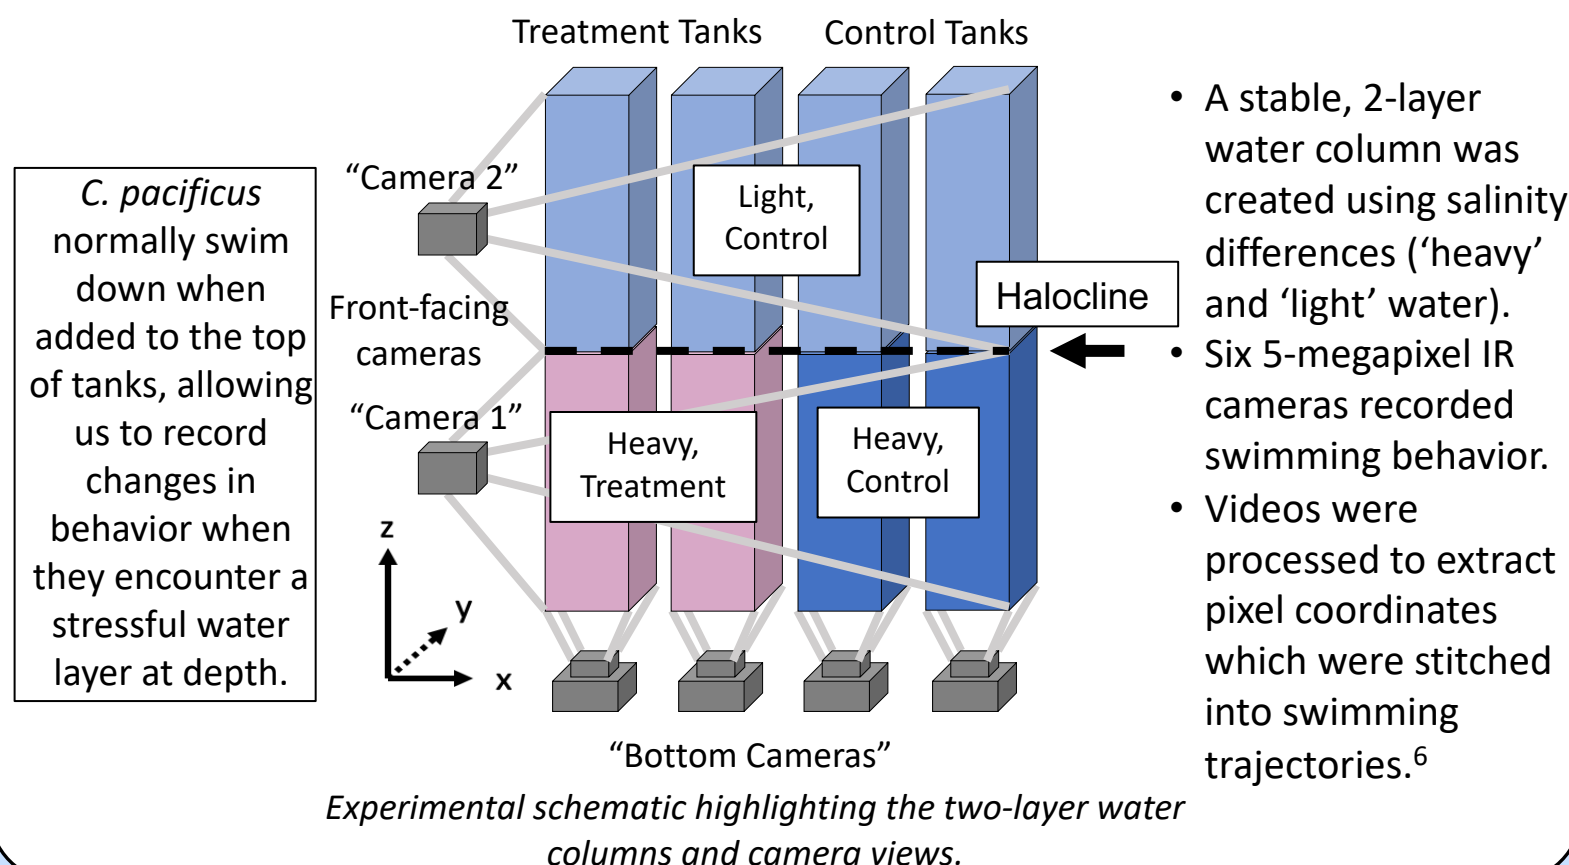 Treatment Tanks
Control Tanks
C. pacificus
normally swim
down when
added to the top
of tanks, allowing
us to record
changes in
behavior when
they encounter a
stressful water
layer at depth.
“Camera 2”
Front-facing
cameras
“Camera 1”
Light,
Control
Halocline
Heavy,
Treatment
Heavy,
Control
z
y
x
“Bottom Cameras”
Experimental schematic highlighting the two-layer water
columns and camera views.
• A stable, 2-layer
water column was
created using salinity
differences (‘heavy’
and ‘light’ water).
• Six 5-megapixel IR
cameras recorded
swimming behavior.
• Videos were
processed to extract
pixel coordinates
which were stitched
into swimming
trajectories.⁶